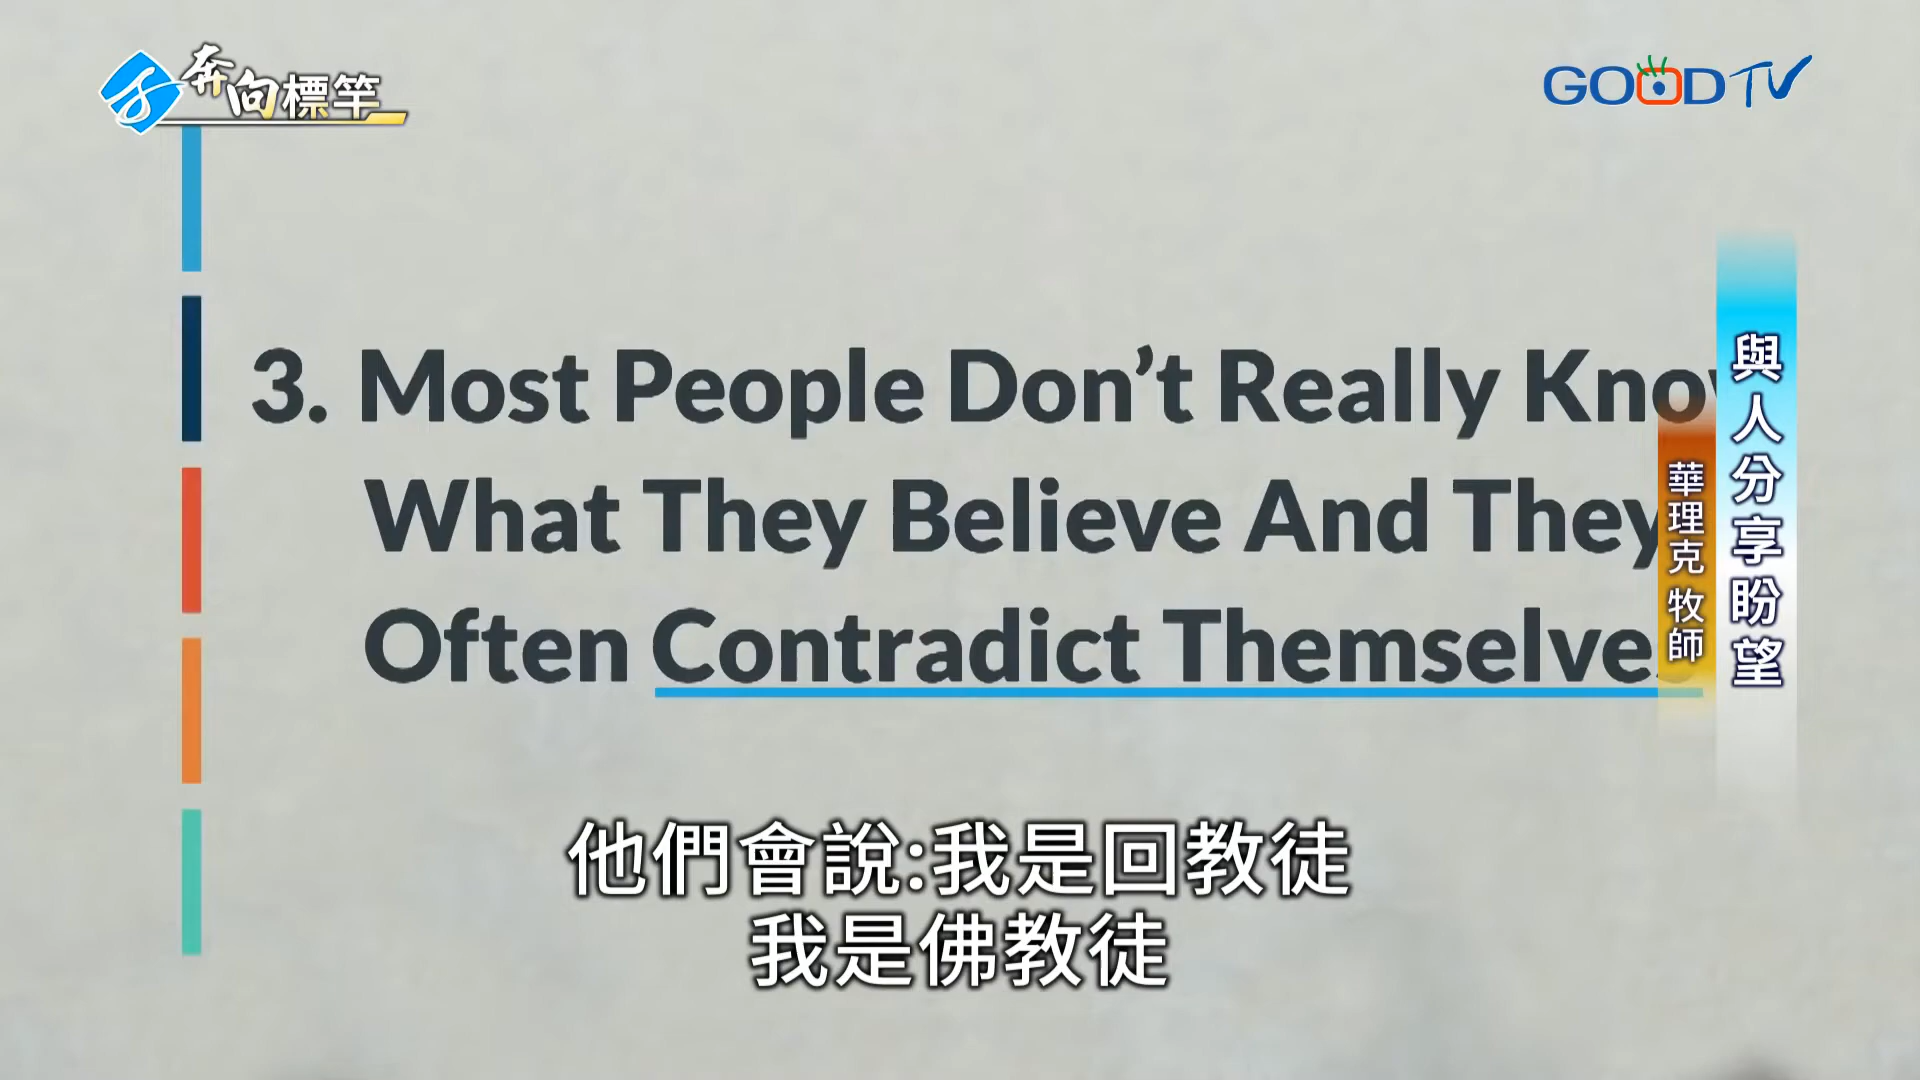 奔向標竿
GOOD TV
3. Most People Don't Really Kno
What They Believe And They
Often Contradict Themselve
與人分享盼望
華理克 牧師
他們會說:我是回教徒
我是佛教徒